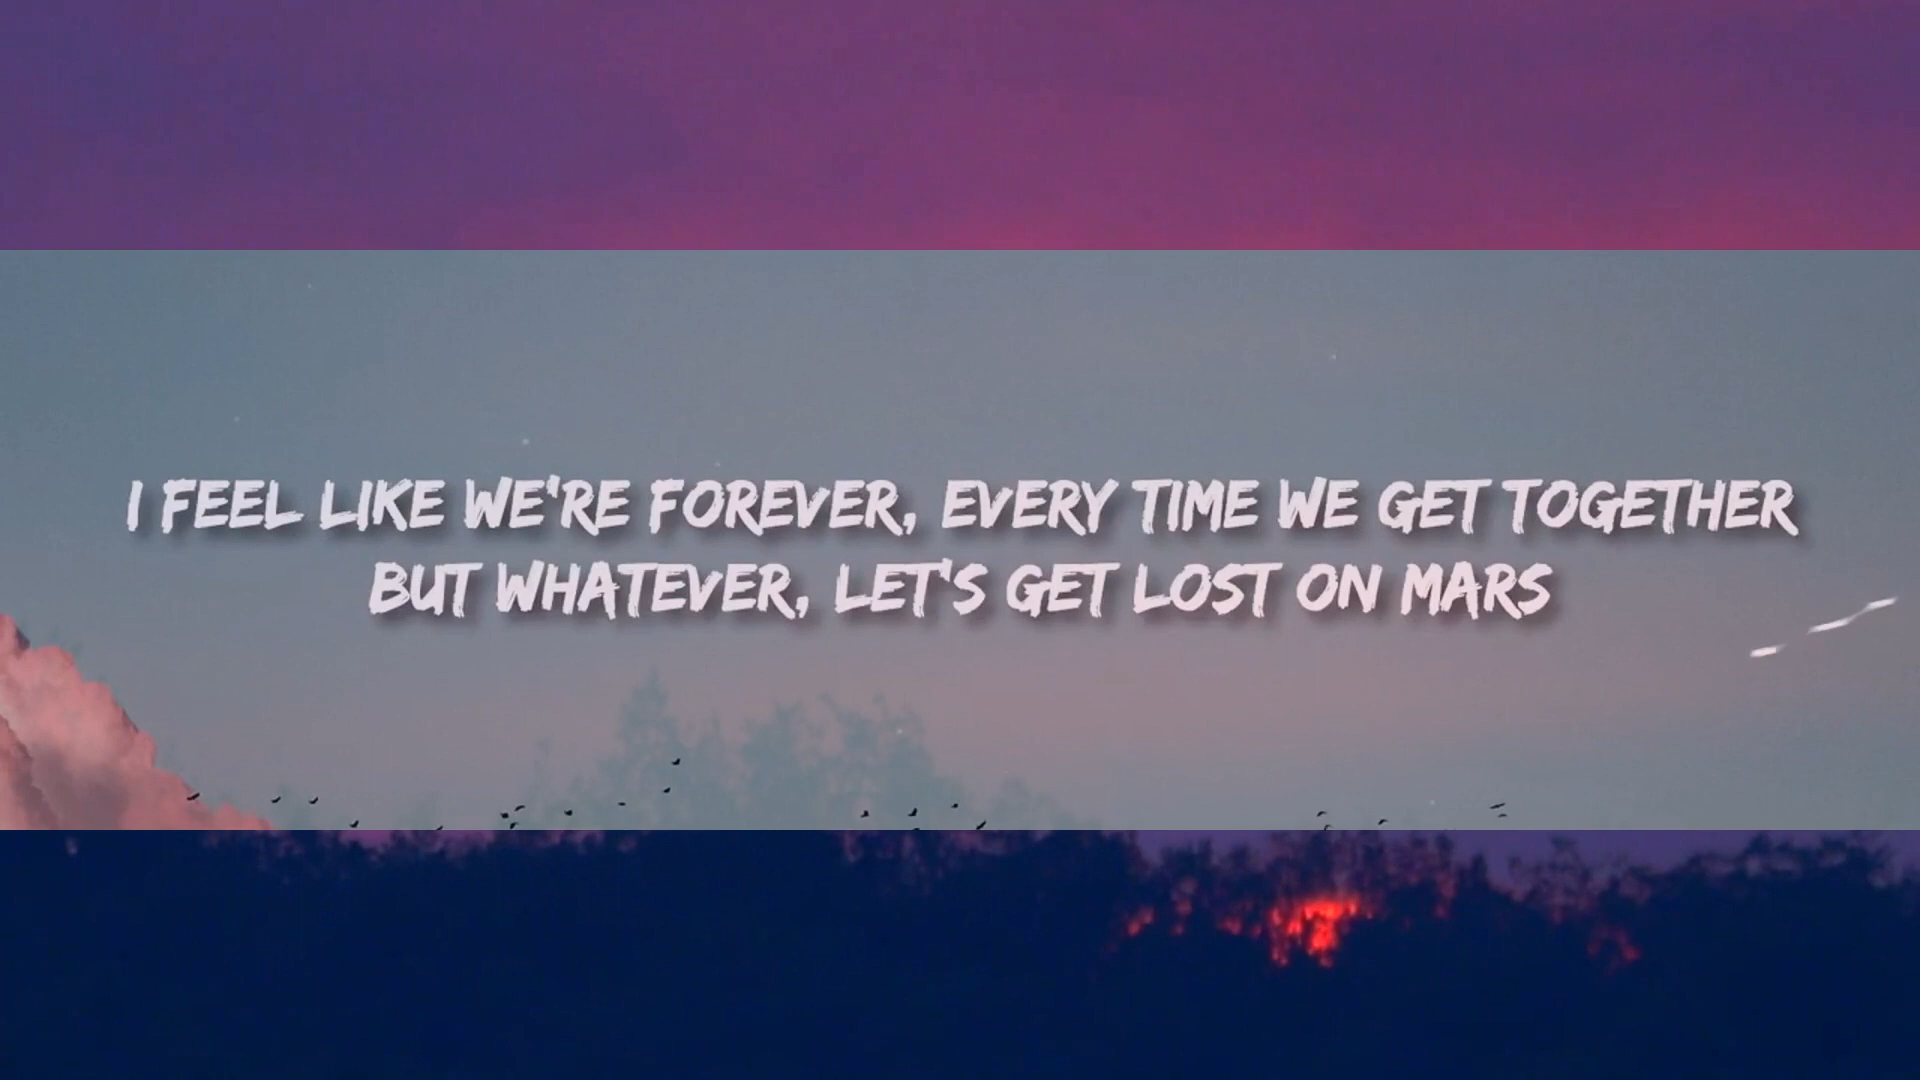 I FEEL LIKE WE'RE FOREVER, EVERY TIME WE GET TOGETHER
BUT WHATEVER, LET'S GET LOST ON MARS